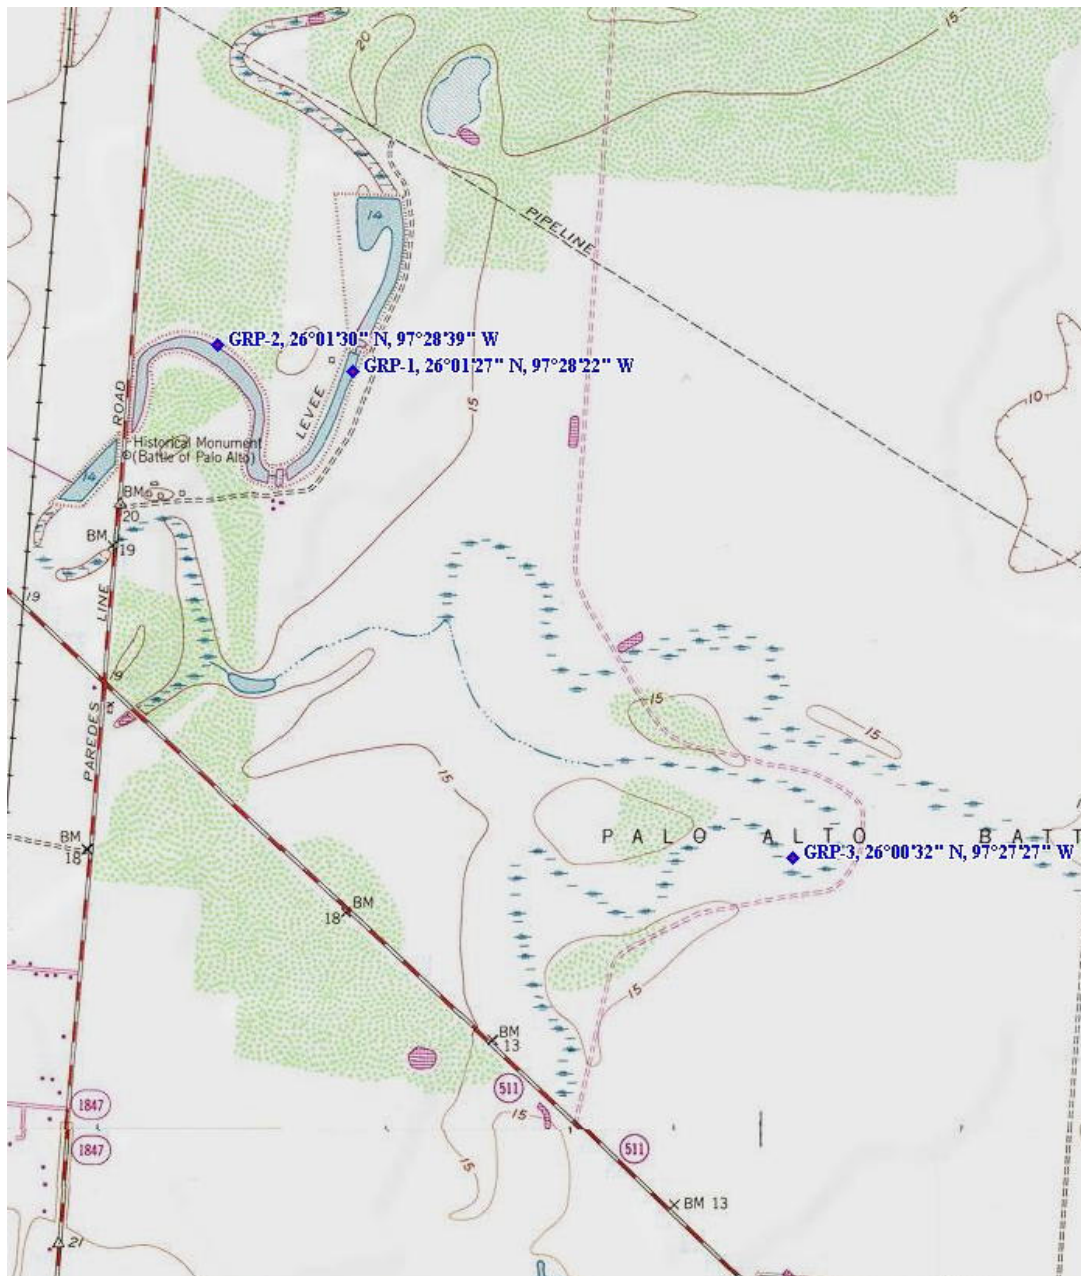 20
15
14
PIPELINE
GRP-2, 26°01'30" N, 97°28'39" W
GRP-1, 26°01'27" N, 97°28'22" W
ROAD
LEVEE
15
10
Historical Monument
(Battle of Palo Alto)
14
BM
20
BM
19
19
LINE
19
PAREDES
15
15
15
BM
18
PALO ALTO BATT
GRP-3, 26°00'32" N, 97°27'27" W
BM
18
15
BM
13
511
1847
15
1847
511
15
BM 13
21